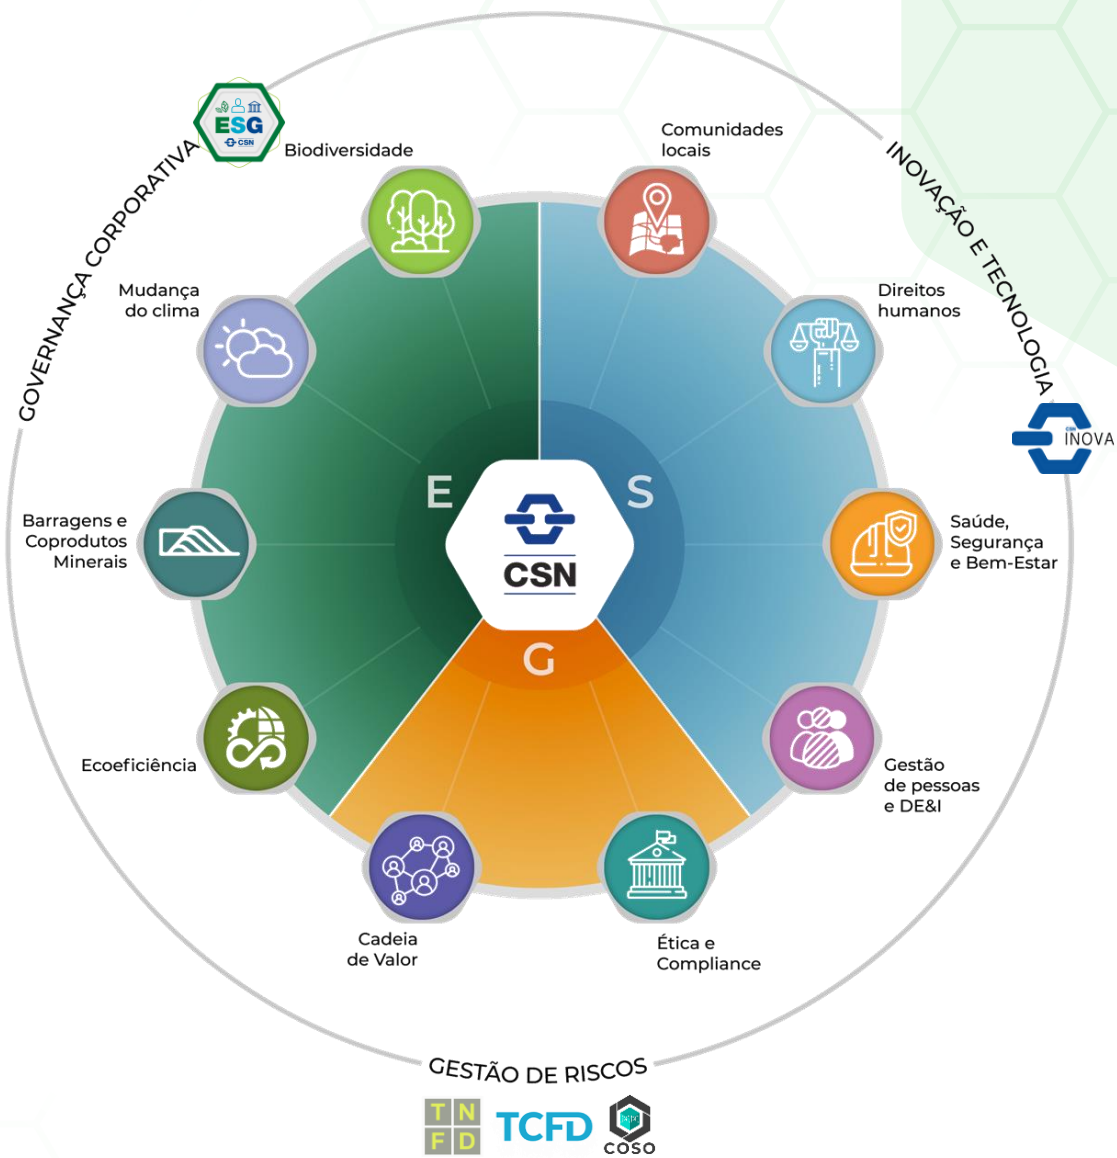 ESG
CSN
GOVERNANÇA CORPORATIVA
INOVAÇÃO E TECNOLOGIA
CSN
INOVA
Biodiversidade
Comunidades
locais
Mudança
do clima
Direitos
humanos
Barragens e
Coprodutos
Minerais
E
S
CSN
G
Saúde,
Segurança
e Bem-Estar
Ecoeficiência
Gestão
de pessoas
e DE&I
Cadeia
de Valor
Ética e
Compliance
GESTÃO DE RISCOS
TN
FD
TCFD
COSO